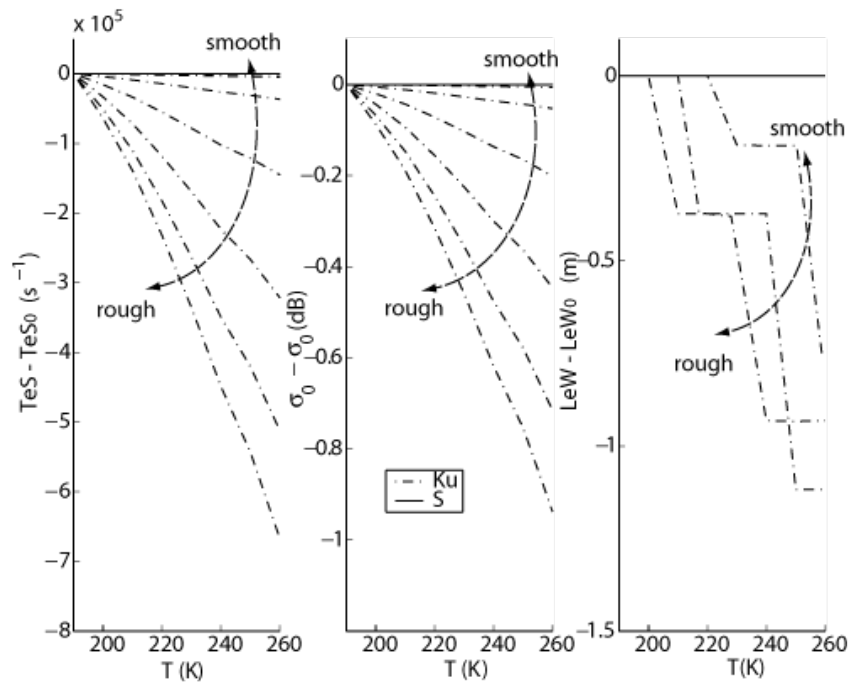 x 10⁵
smooth
0
−1
−2
−3
−4
−5
−6
−7
−8
TeS - TeS₀ (s⁻¹)
rough
200 220 240 260
T (K)
smooth
0
−0.2
−0.4
−0.6
−0.8
−1
σ₀ − σ₀ (dB)
rough
Ku
S
200 220 240 260
T (K)
0
smooth
−0.5
−1
−1.5
LeW - LeW₀ (m)
rough
200 220 240 260
T(K)